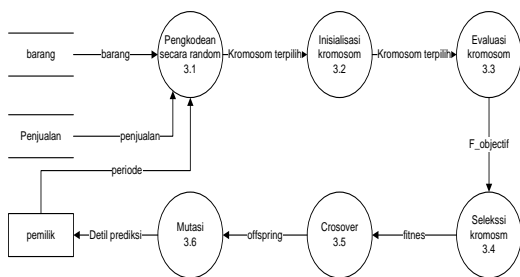 barang
barang
Pengkodean
secara random
3.1
Kromosom terpilih
Inisialisasi
kromosom
3.2
Kromosom terpilih
Evaluasi
kromosom
3.3
Penjualan
penjualan
F_objectif
periode
pemilik
Detil prediksi
Mutasi
3.6
offspring
Crosover
3.5
fitnes
Selekssi
kromosm
3.4